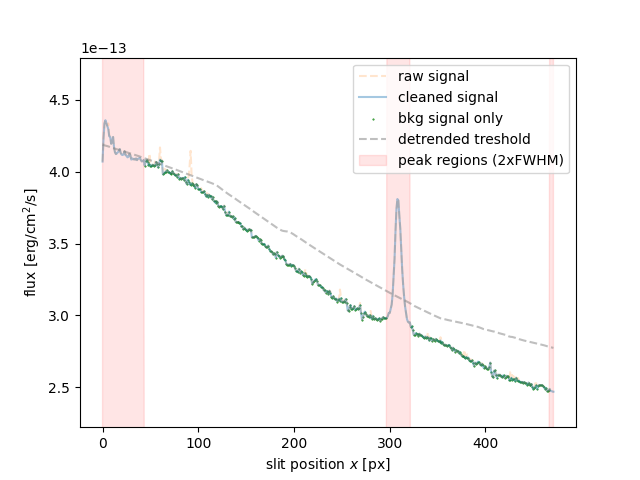 1e−13
4.5
4.0
3.5
3.0
2.5
flux [erg/cm²/s]
raw signal
cleaned signal
bkg signal only
detrended treshold
peak regions (2xFWHM)
0 100 200 300 400
slit position x [px]